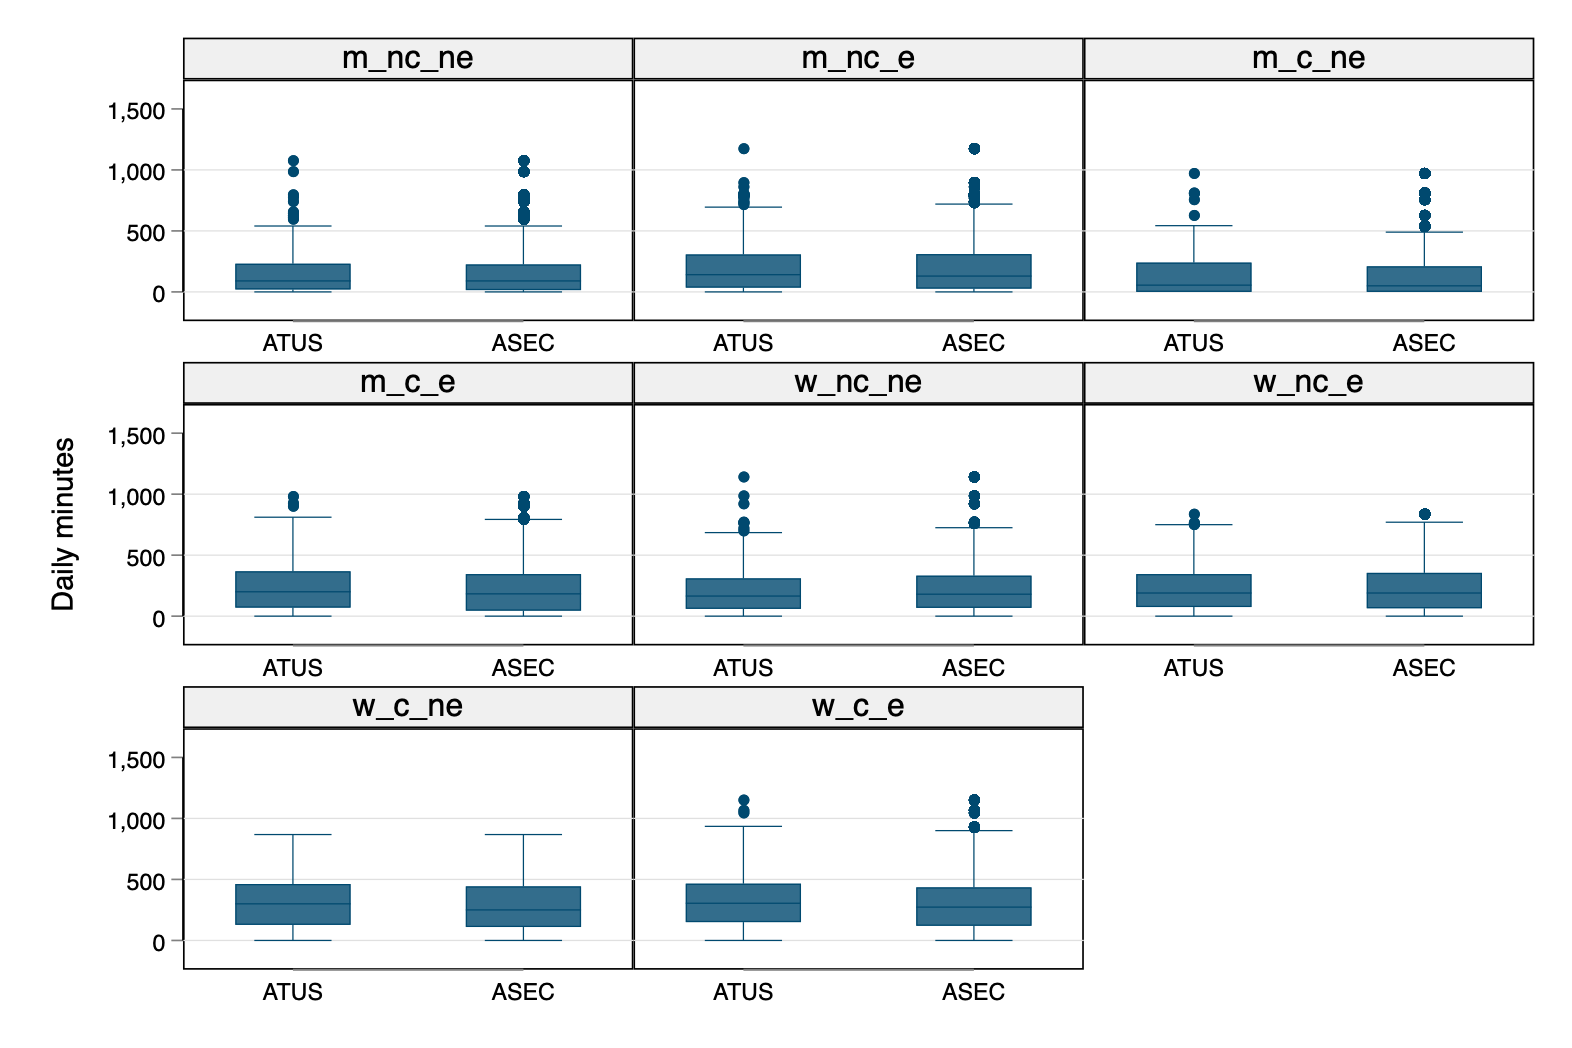 m_nc_ne m_nc_e m_c_ne
1,500
1,000
500
0
ATUS ASEC ATUS ASEC ATUS ASEC
m_c_e w_nc_ne w_nc_e
Daily minutes
1,500
1,000
500
0
ATUS ASEC ATUS ASEC ATUS ASEC
w_c_ne w_c_e
1,500
1,000
500
0
ATUS ASEC ATUS ASEC